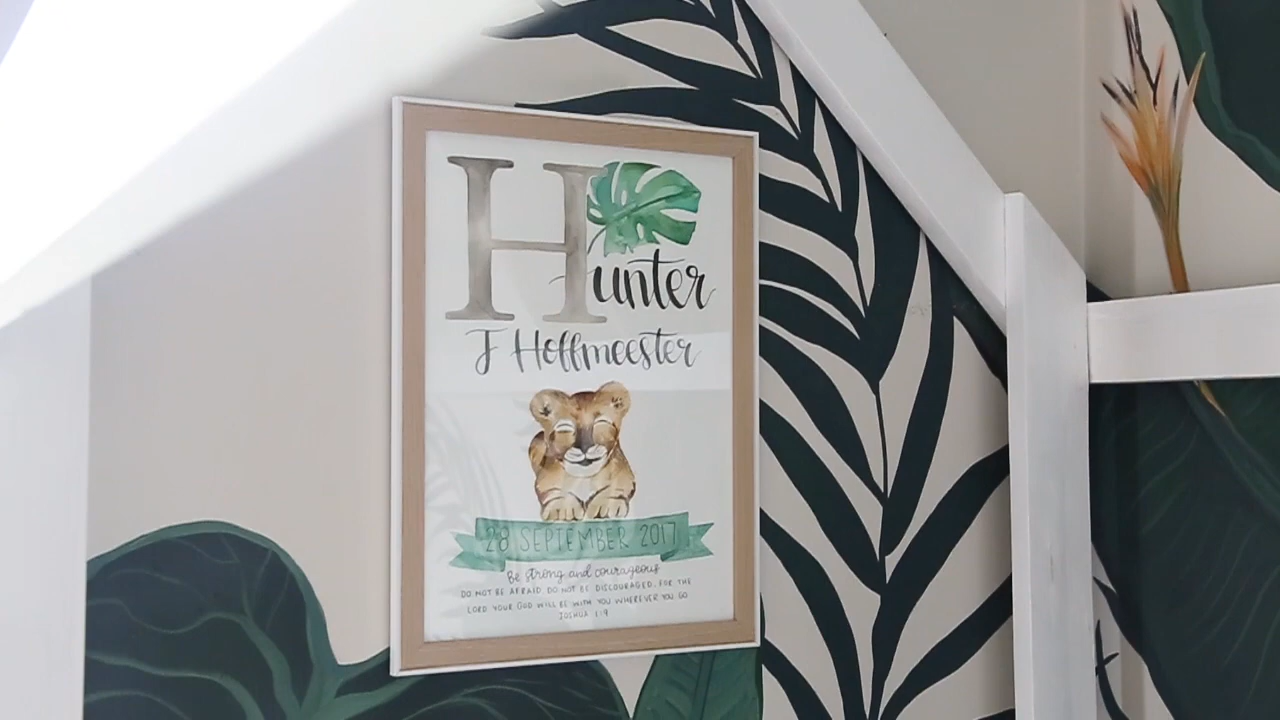 Hunter
J Hoffmeester
28 SEPTEMBER 2017
Be strong and courageous
DO NOT BE AFRAID. DO NOT BE DISCOURAGED, FOR THE
LORD YOUR GOD WILL BE WITH YOU WHEREVER YOU GO
JOSHUA 1:9